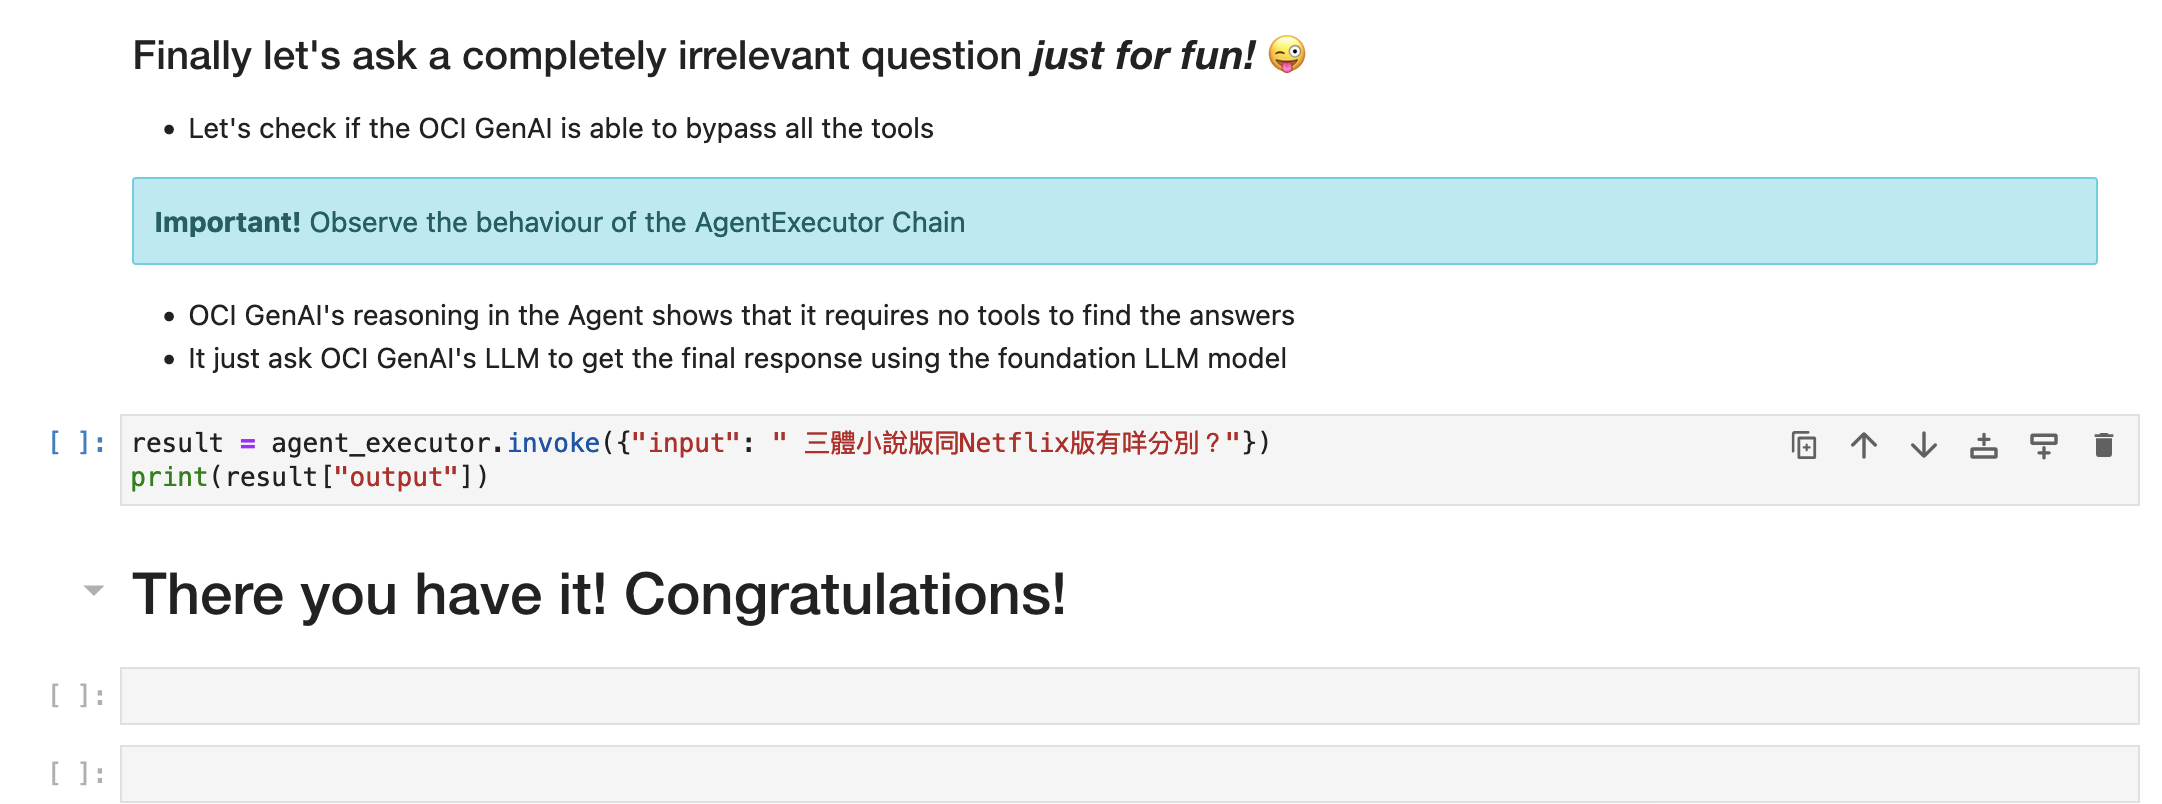 Finally let's ask a completely irrelevant question just for fun! 😜
• Let's check if the OCI GenAI is able to bypass all the tools
Important! Observe the behaviour of the AgentExecutor Chain
• OCI GenAI's reasoning in the Agent shows that it requires no tools to find the answers
• It just ask OCI GenAI's LLM to get the final response using the foundation LLM model
[ ]: result = agent_executor.invoke({"input": " 三體小說版同Netflix版有咩分別？"})
print(result["output"])
There you have it! Congratulations!
[ ]:
[ ]: